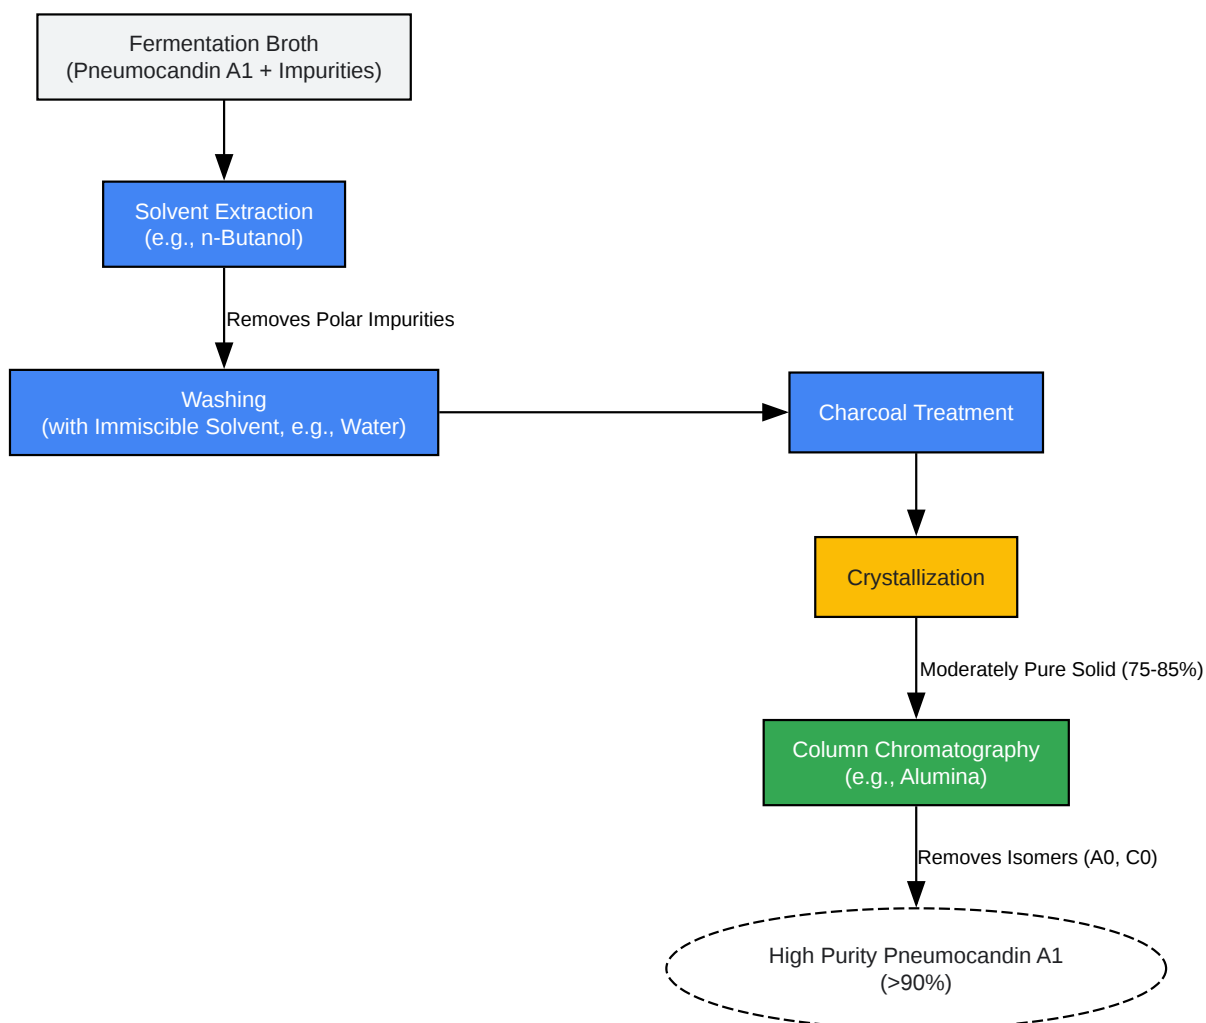 Fermentation Broth
(Pneumocandin A1 + Impurities)
Solvent Extraction
(e.g., n-Butanol)
Removes Polar Impurities
Washing
(with Immiscible Solvent, e.g., Water)
Charcoal Treatment
Crystallization
Moderately Pure Solid (75-85%)
Column Chromatography
(e.g., Alumina)
Removes Isomers (A0, C0)
High Purity Pneumocandin A1
(>90%)